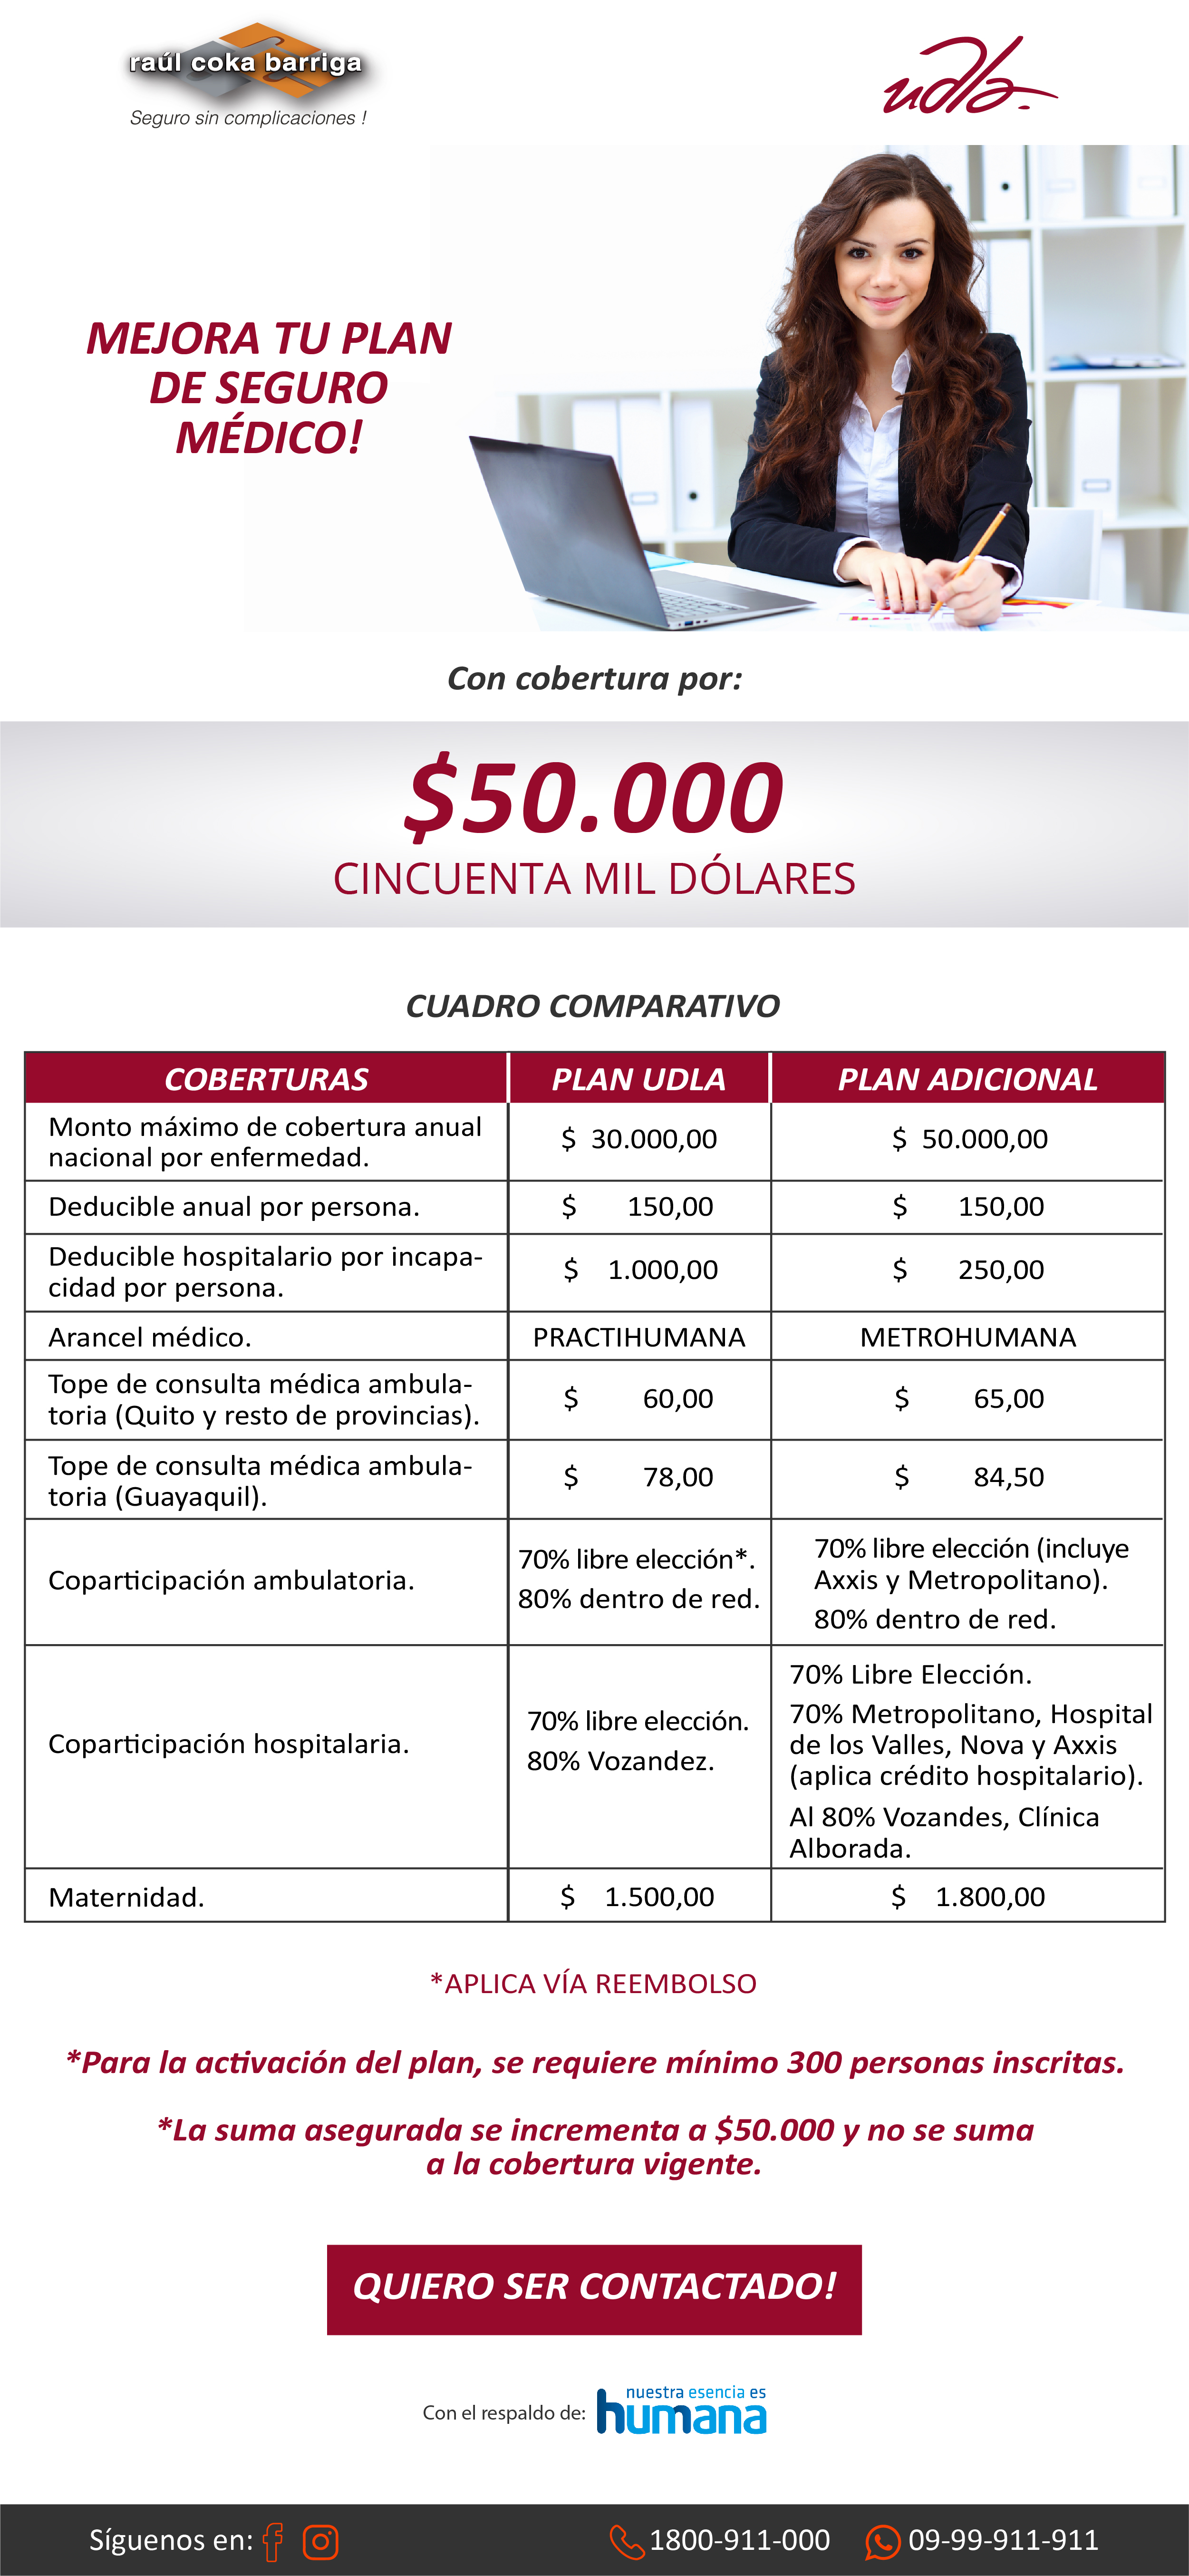 raúl coka barriga
Seguro sin complicaciones !
udla.
MEJORA TU PLAN
DE SEGURO
MÉDICO!
Con cobertura por:
$50.000
CINCUENTA MIL DÓLARES
CUADRO COMPARATIVO
COBERTURAS PLAN UDLA PLAN ADICIONAL
Monto máximo de cobertura anual
nacional por enfermedad.
$ 30.000,00
$ 50.000,00
Deducible anual por persona.
$ 150,00
$ 150,00
Deducible hospitalario por incapa-
cidad por persona.
$ 1.000,00
$ 250,00
Arancel médico.
PRACTIHUMANA
METROHUMANA
Tope de consulta médica ambula-
toria (Quito y resto de provincias).
$ 60,00
$ 65,00
Tope de consulta médica ambula-
toria (Guayaquil).
$ 78,00
$ 84,50
Coparticipación ambulatoria.
70% libre elección*.
80% dentro de red.
70% libre elección (incluye
Axxis y Metropolitano).
80% dentro de red.
Coparticipación hospitalaria.
70% libre elección.
80% Vozandez.
70% Libre Elección.
70% Metropolitano, Hospital
de los Valles, Nova y Axxis
(aplica crédito hospitalario).
Al 80% Vozandes, Clínica
Alborada.
Maternidad.
$ 1.500,00
$ 1.800,00
*APLICA VÍA REEMBOLSO
*Para la activación del plan, se requiere mínimo 300 personas inscritas.
*La suma asegurada se incrementa a $50.000 y no se suma
a la cobertura vigente.
QUIERO SER CONTACTADO!
Con el respaldo de:
nuestra esencia es
humana
Síguenos en:
1800-911-000
09-99-911-911